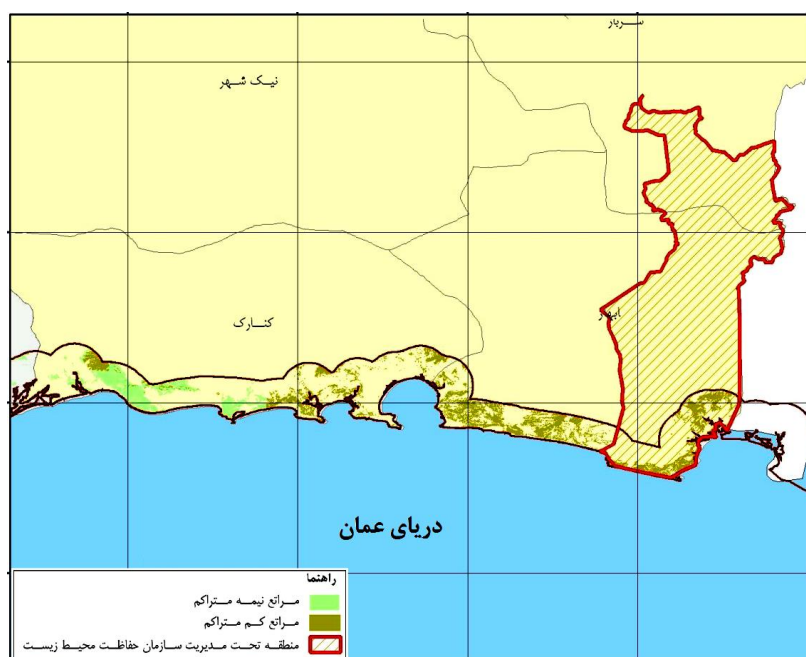 سرباز
نیک شهر
کنارک
چابهار
دریای عمان
راهنما
مراتع نیمه متراکم
مراتع کم متراکم
منطقه تحت مدیریت سازمان حفاظت محیط زیست